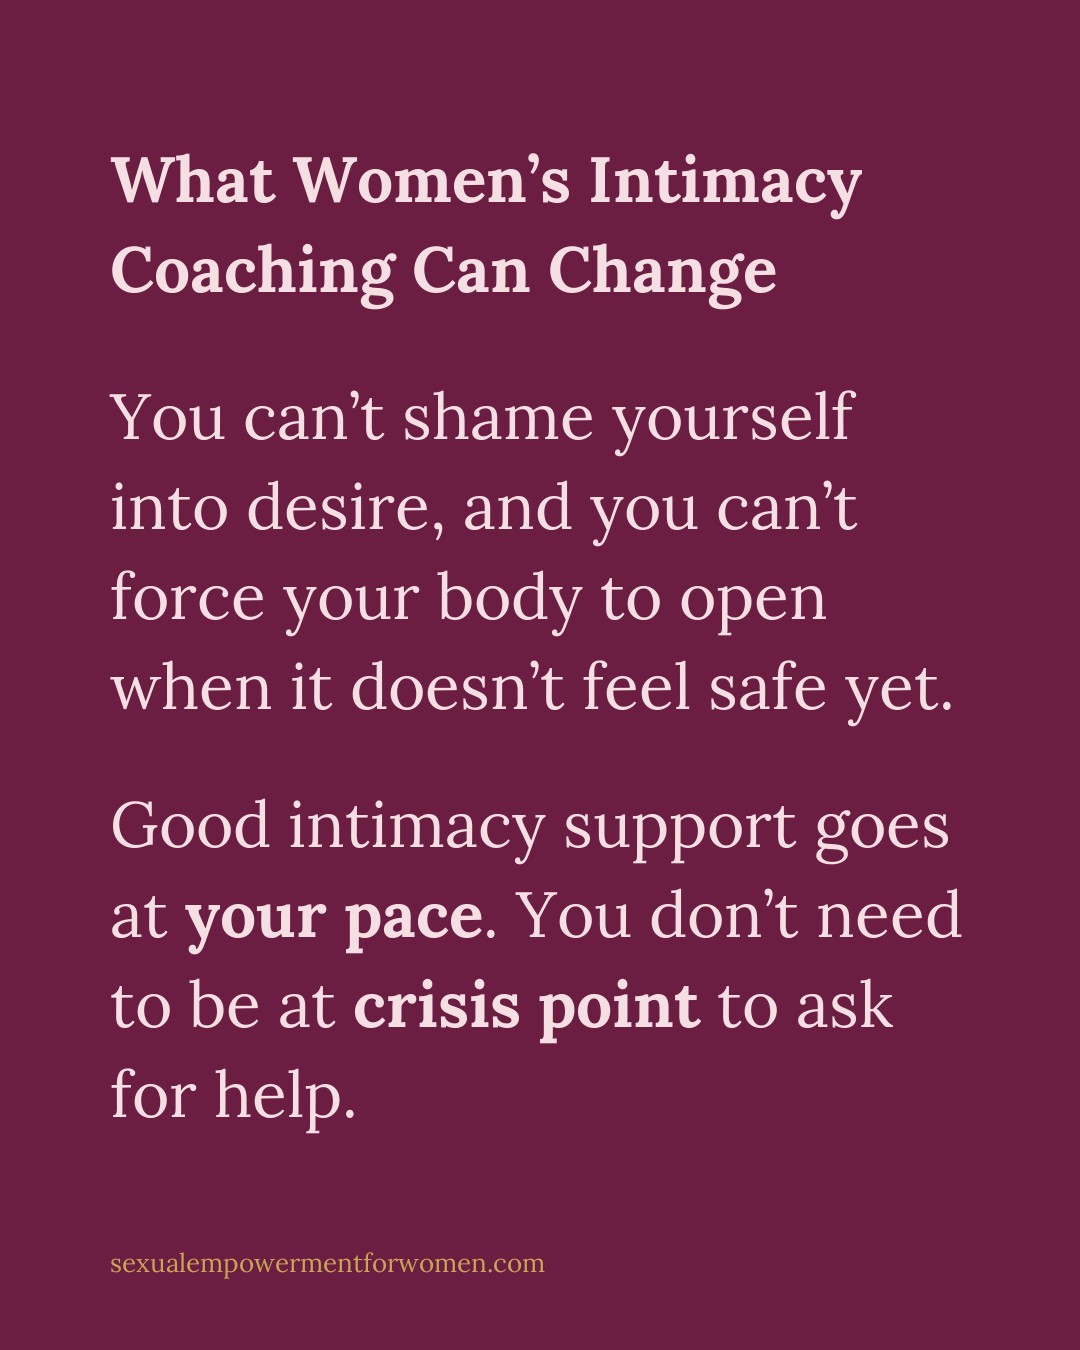 What Women’s Intimacy
Coaching Can Change
You can’t shame yourself
into desire, and you can’t
force your body to open
when it doesn’t feel safe yet.
Good intimacy support goes
at your pace. You don’t need
to be at crisis point to ask
for help.
sexualempowermentforwomen.com